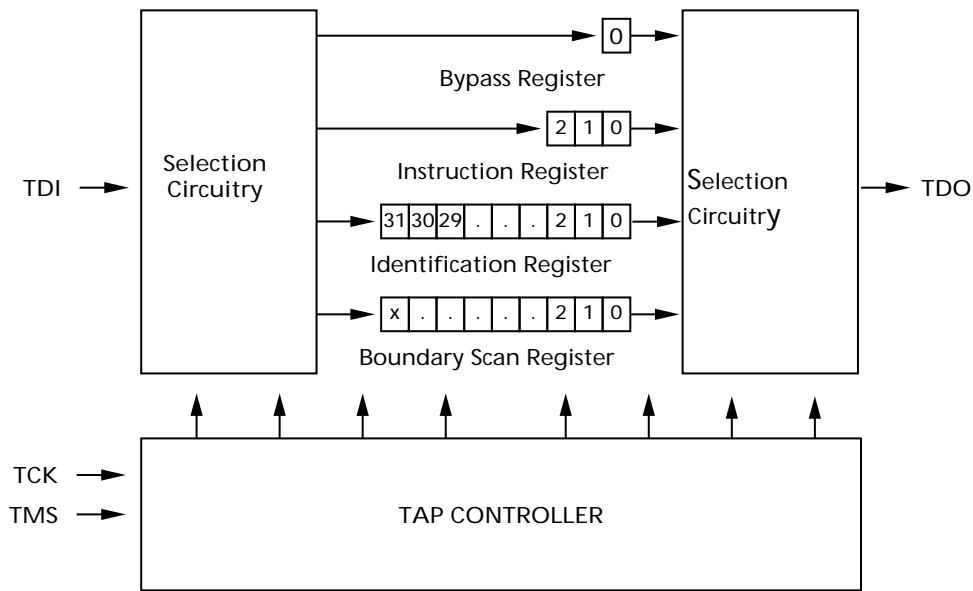 0
Bypass Register
2 1 0
Selection
Circuitry
Instruction Register
Selection
Circuitry
TDI
TDO
31 30 29 . . . 2 1 0
Identification Register
x . . . . . 2 1 0
Boundary Scan Register
TCK
TMS
TAP CONTROLLER